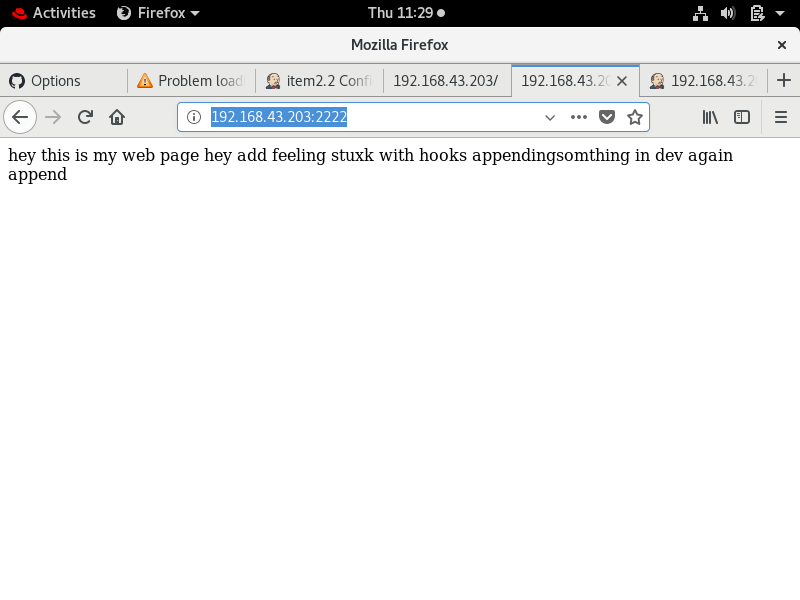 Activities Firefox Thu 11:29
Mozilla Firefox
Options Problem load item2.2 Confi 192.168.43.203/ 192.168.43.20 192.168.43.2
192.168.43.203:2222
hey this is my web page hey add feeling stuxk with hooks appendingsomthing in dev again
append